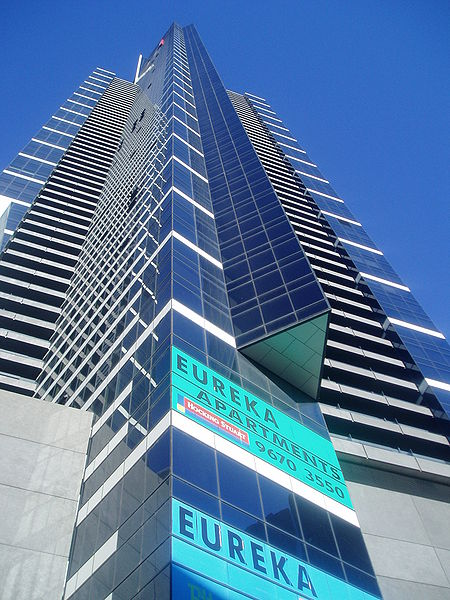 EUREKA
APARTMENTS
HOCKING STUART
9670 3550
EUREKA